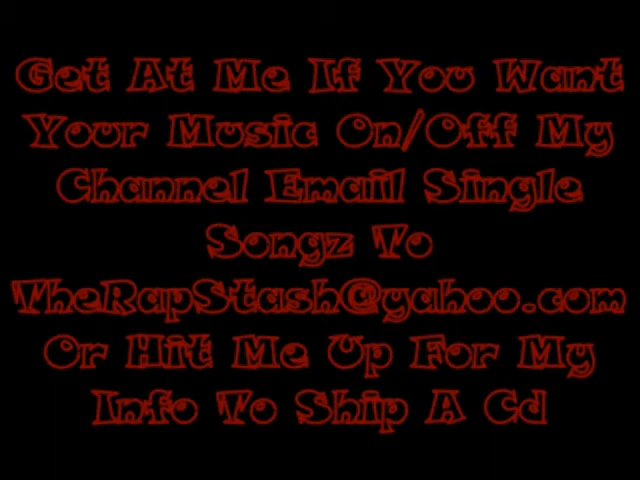 Get At Me If You Want
Your Music On/Off My
Channel Email Single
Songz To
TheRapStash@yahoo.com
Or Hit Me Up For My
Info To Ship A Cd